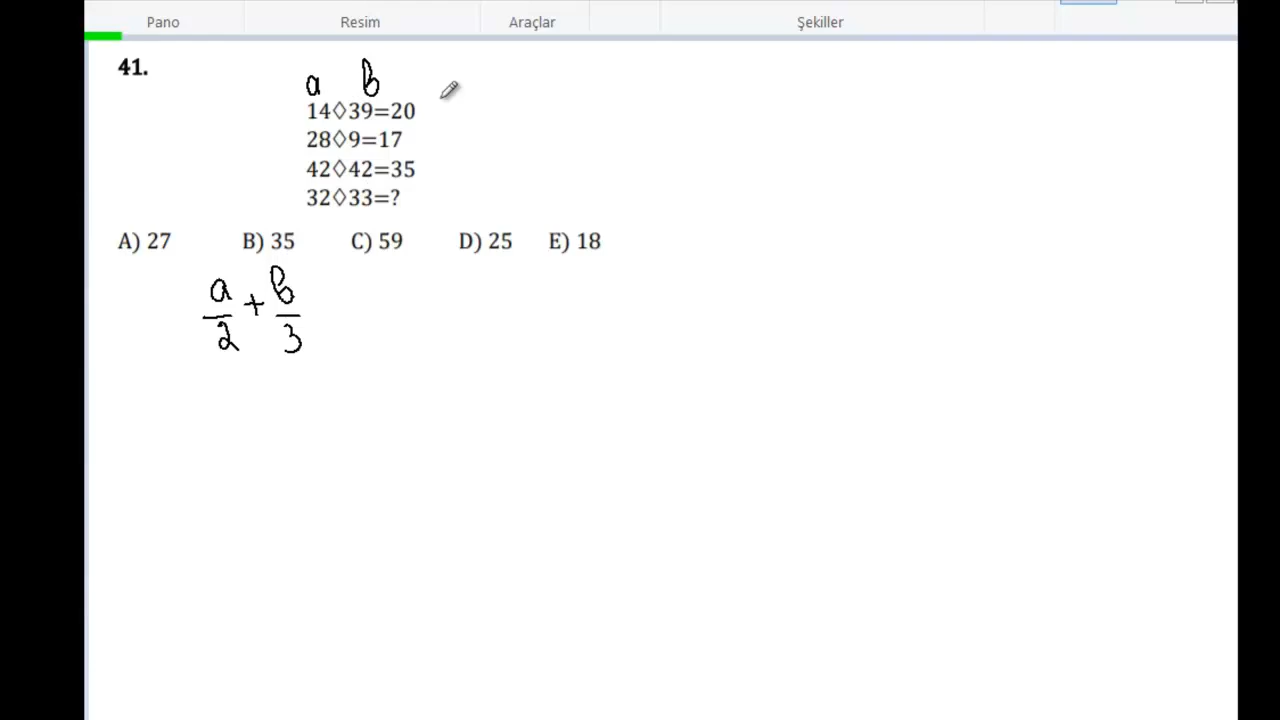 Pano Resim Araçlar Şekiller
41.
a b
14◊39=20
28◊9=17
42◊42=35
32◊33=?
A) 27 B) 35 C) 59 D) 25 E) 18
a/2 + b/3